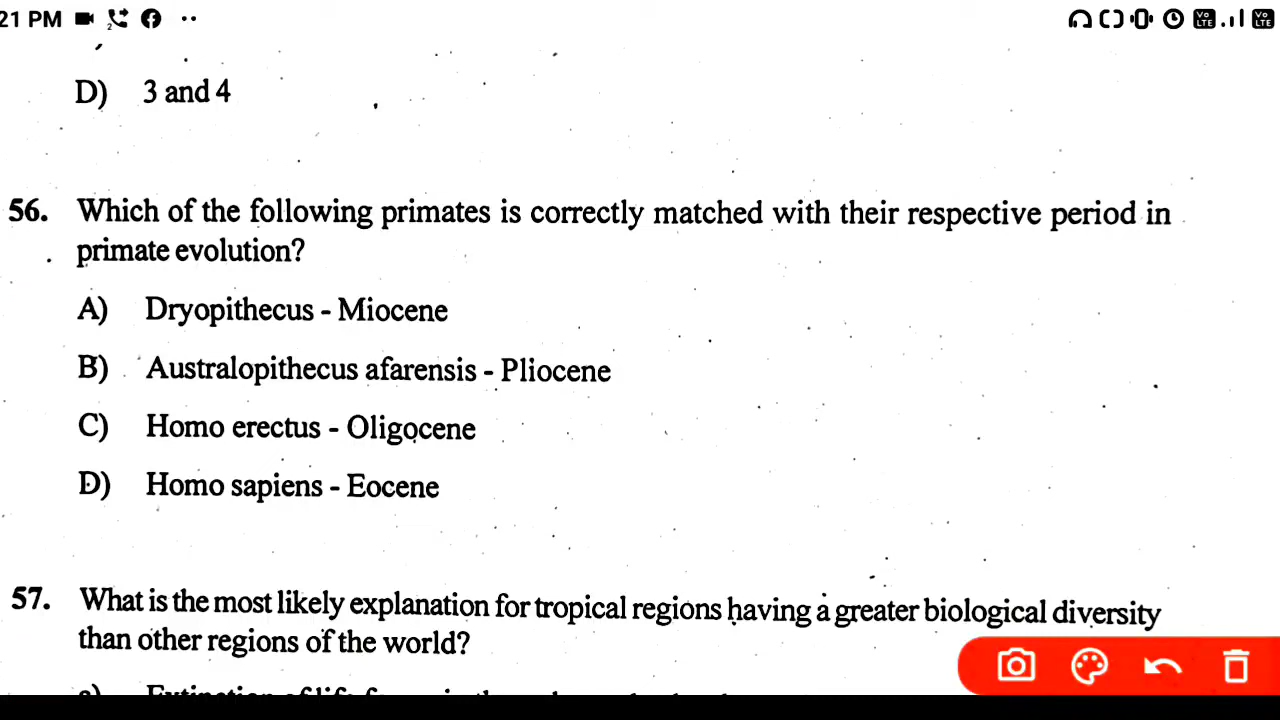 21 PM
D) 3 and 4
56. Which of the following primates is correctly matched with their respective period in
primate evolution?
A) Dryopithecus - Miocene
B) Australopithecus afarensis - Pliocene
C) Homo erectus - Oligocene
D) Homo sapiens - Eocene
57. What is the most likely explanation for tropical regions having a greater biological diversity
than other regions of the world?